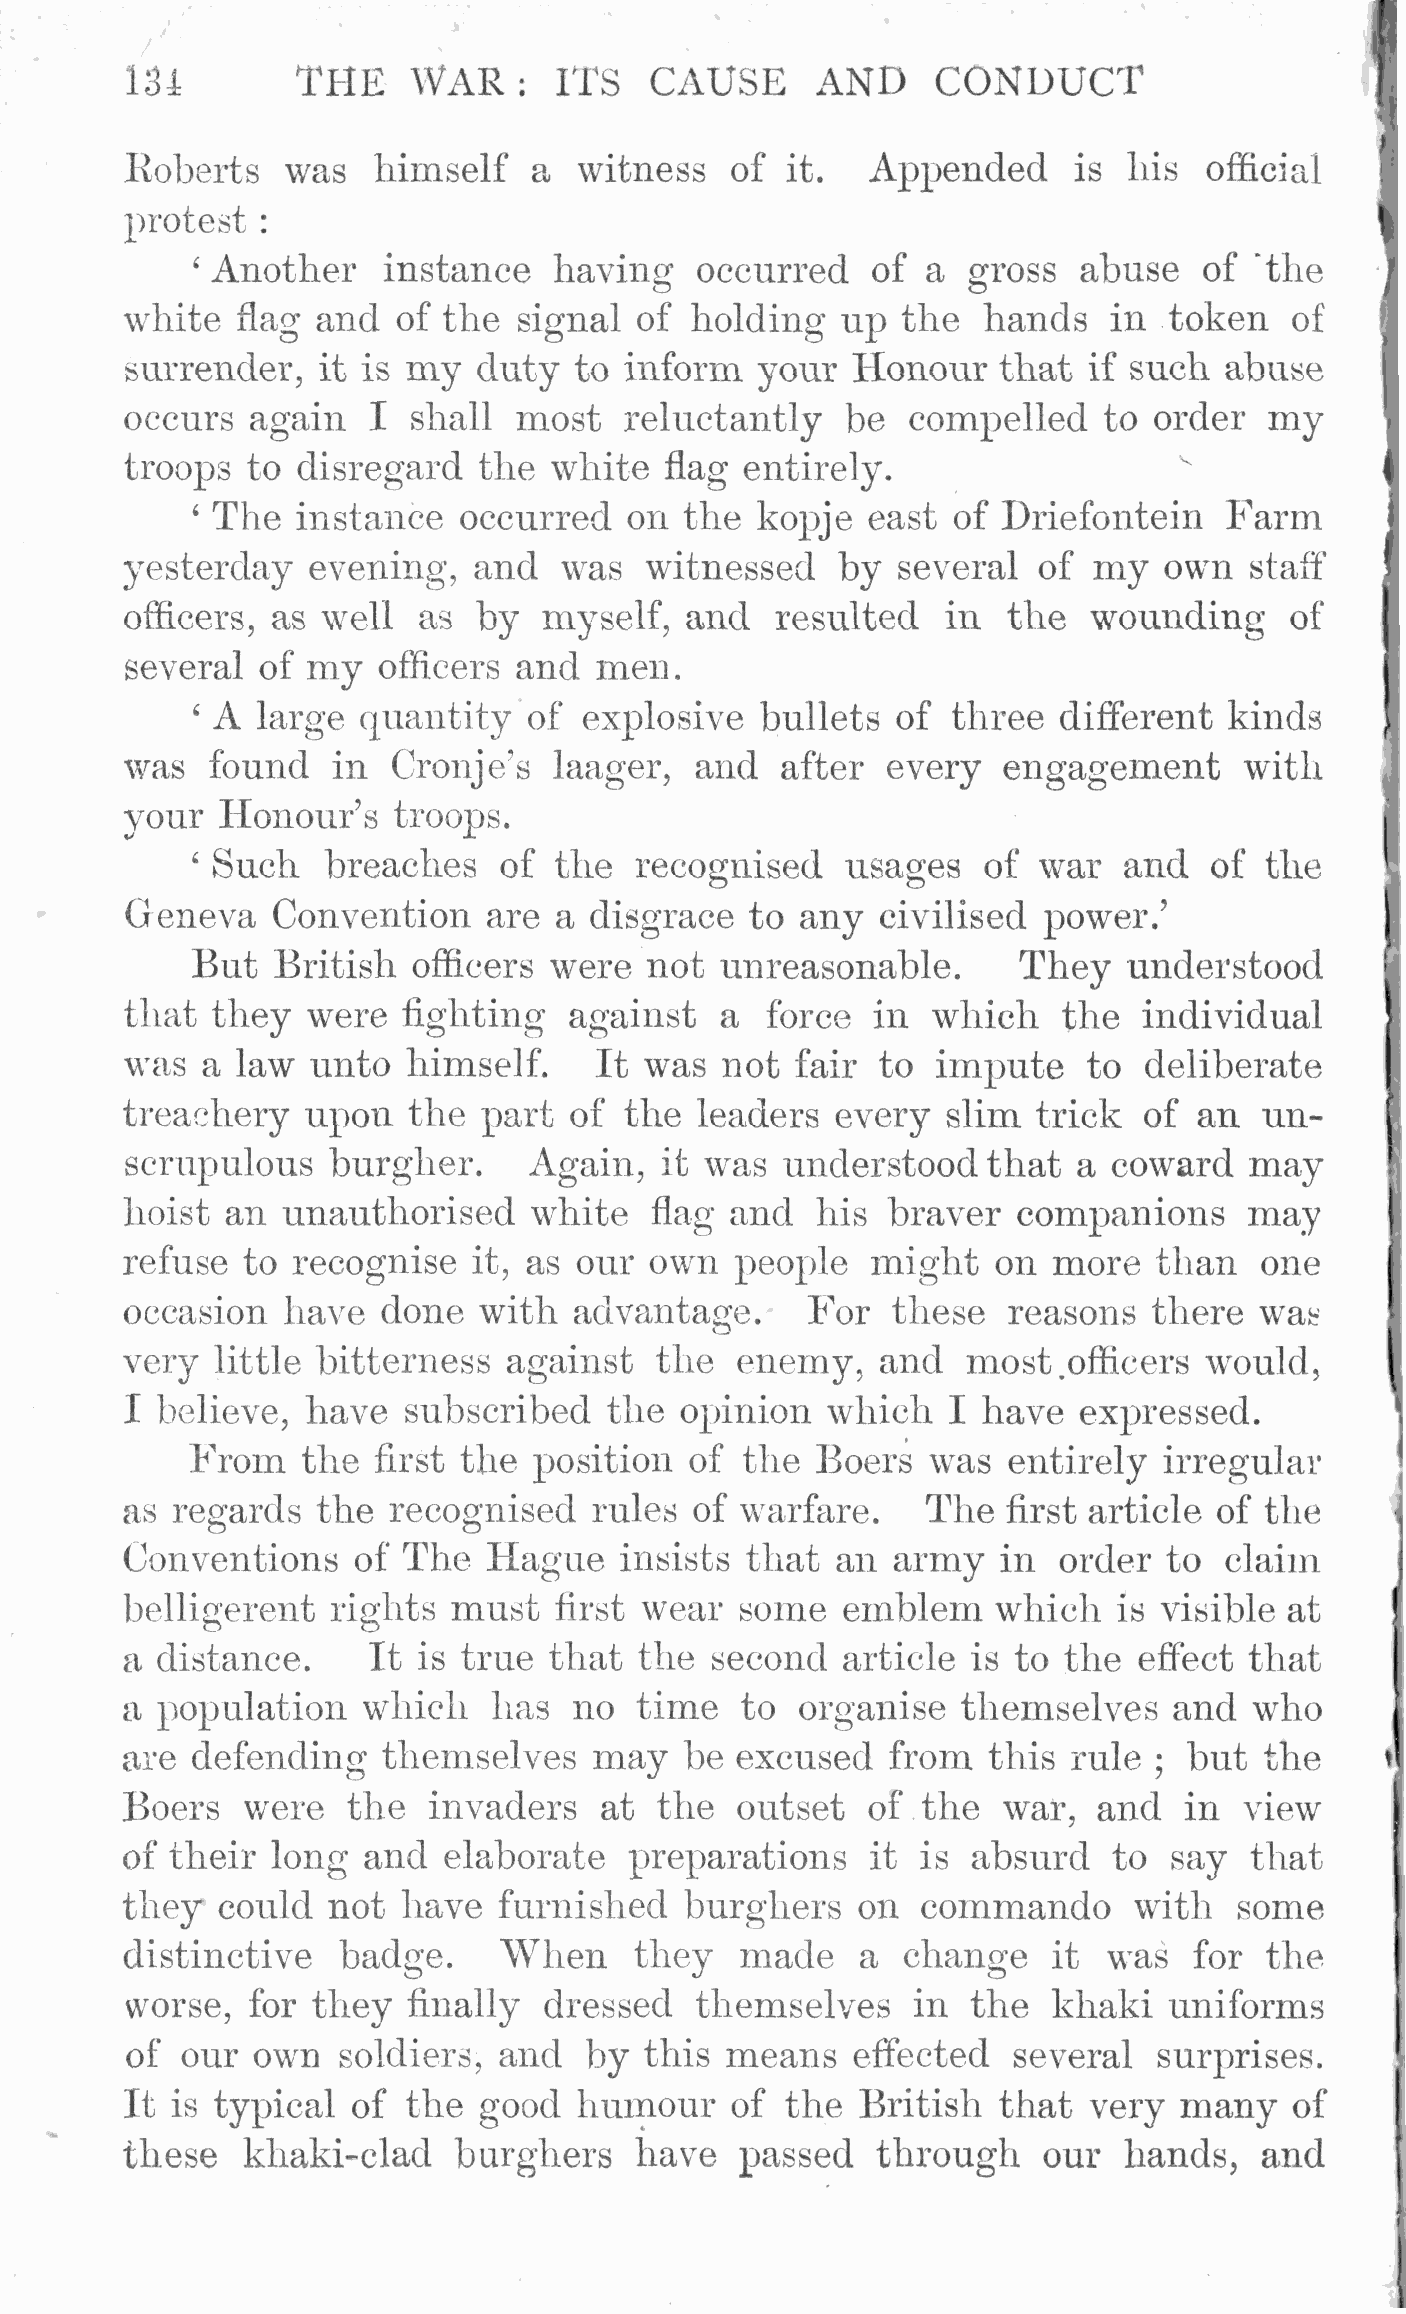 134 THE WAR : ITS CAUSE AND CONDUCT
Roberts was himself a witness of it. Appended is his official
protest :
‘ Another instance having occurred of a gross abuse of the
white flag and of the signal of holding up the hands in token of
surrender, it is my duty to inform your Honour that if such abuse
occurs again I shall most reluctantly be compelled to order my
troops to disregard the white flag entirely.
‘ The instance occurred on the kopje east of Driefontein Farm
yesterday evening, and was witnessed by several of my own staff
officers, as well as by myself, and resulted in the wounding of
several of my officers and men.
‘ A large quantity of explosive bullets of three different kinds
was found in Cronje’s laager, and after every engagement with
your Honour’s troops.
‘ Such breaches of the recognised usages of war and of the
Geneva Convention are a disgrace to any civilised power.’
But British officers were not unreasonable. They understood
that they were fighting against a force in which the individual
was a law unto himself. It was not fair to impute to deliberate
treachery upon the part of the leaders every slim trick of an un-
scrupulous burgher. Again, it was understood that a coward may
hoist an unauthorised white flag and his braver companions may
refuse to recognise it, as our own people might on more than one
occasion have done with advantage. For these reasons there was
very little bitterness against the enemy, and most officers would,
I believe, have subscribed the opinion which I have expressed.
From the first the position of the Boers was entirely irregular
as regards the recognised rules of warfare. The first article of the
Conventions of The Hague insists that an army in order to claim
belligerent rights must first wear some emblem which is visible at
a distance. It is true that the second article is to the effect that
a population which has no time to organise themselves and who
are defending themselves may be excused from this rule ; but the
Boers were the invaders at the outset of the war, and in view
of their long and elaborate preparations it is absurd to say that
they could not have furnished burghers on commando with some
distinctive badge. When they made a change it was for the
worse, for they finally dressed themselves in the khaki uniforms
of our own soldiers, and by this means effected several surprises.
It is typical of the good humour of the British that very many of
these khaki-clad burghers have passed through our hands, and